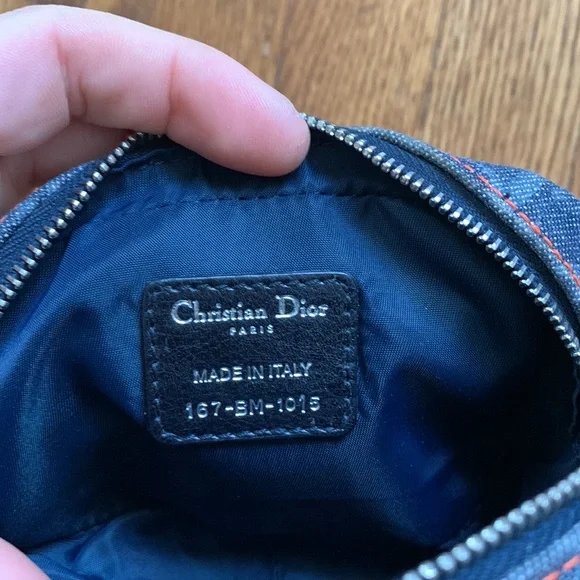 Christian Dior
PARIS
MADE IN ITALY
167-BM-1015